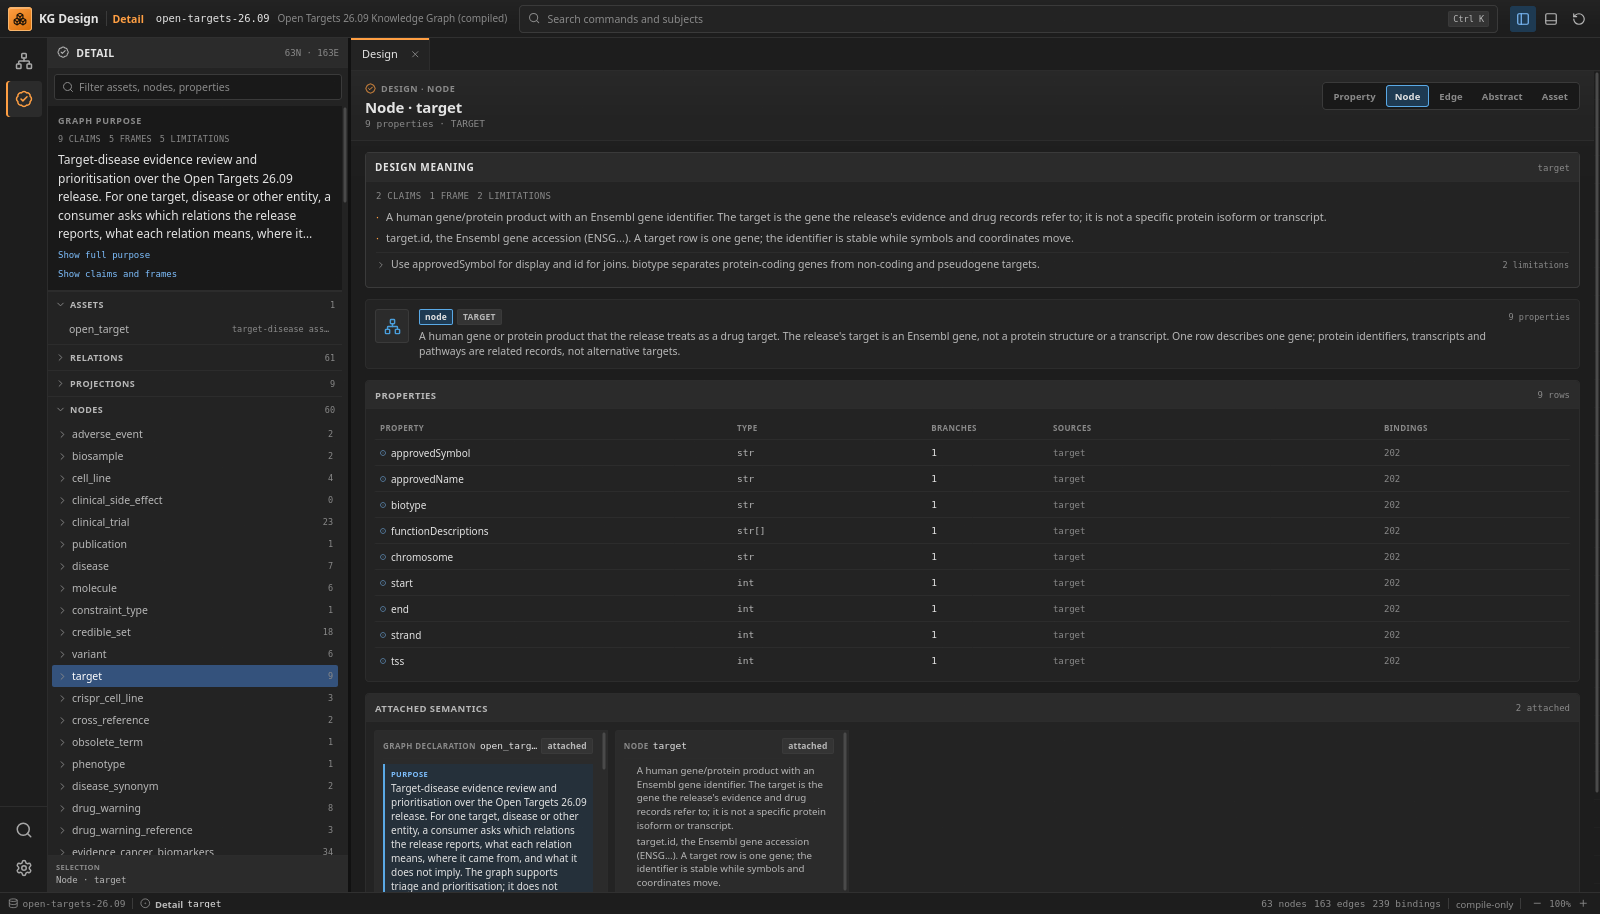 KG Design Detail open-targets-26.09 Open Targets 26.09 Knowledge Graph (compiled) Search commands and subjects Ctrl K
DETAIL 63N · 163E
Filter assets, nodes, properties
GRAPH PURPOSE
9 CLAIMS 5 FRAMES 5 LIMITATIONS
Target-disease evidence review and
prioritisation over the Open Targets 26.09
release. For one target, disease or other entity, a
consumer asks which relations the release
reports, what each relation means, where it...
Show full purpose
Show claims and frames
ASSETS 1
open_target target-disease ass...
RELATIONS 61
PROJECTIONS 9
NODES 60
adverse_event 2
biosample 2
cell_line 4
clinical_side_effect 0
clinical_trial 23
publication 1
disease 7
molecule 6
constraint_type 1
credible_set 18
variant 6
target 9
crispr_cell_line 3
cross_reference 2
obsolete_term 1
phenotype 1
disease_synonym 2
drug_warning 8
drug_warning_reference 3
evidence_cancer_biomarkers 34
SELECTION
Node · target
Design ×
DESIGN · NODE
Node · target
9 properties · TARGET
Property Node Edge Abstract Asset
DESIGN MEANING target
2 CLAIMS 1 FRAME 2 LIMITATIONS
· A human gene/protein product with an Ensembl gene identifier. The target is the gene the release's evidence and drug records refer to; it is not a specific protein isoform or transcript.
· target.id, the Ensembl gene accession (ENSG...). A target row is one gene; the identifier is stable while symbols and coordinates move.
Use approvedSymbol for display and id for joins. biotype separates protein-coding genes from non-coding and pseudogene targets. 2 limitations
node TARGET 9 properties
A human gene or protein product that the release treats as a drug target. The release's target is an Ensembl gene, not a protein structure or a transcript. One row describes one gene; protein identifiers, transcripts and
pathways are related records, not alternative targets.
PROPERTIES 9 rows
PROPERTY TYPE BRANCHES SOURCES BINDINGS
approvedSymbol str 1 target 202
approvedName str 1 target 202
biotype str 1 target 202
functionDescriptions str[] 1 target 202
chromosome str 1 target 202
start int 1 target 202
end int 1 target 202
strand int 1 target 202
tss int 1 target 202
ATTACHED SEMANTICS 2 attached
GRAPH DECLARATION open_targ... attached
PURPOSE
Target-disease evidence review and
prioritisation over the Open Targets 26.09
release. For one target, disease or other
entity, a consumer asks which relations
the release reports, what each relation
means, where it came from, and what it
does not imply. The graph supports
triage and prioritisation; it does not
NODE target attached
A human gene/protein product with an
Ensembl gene identifier. The target is the
gene the release's evidence and drug
records refer to; it is not a specific protein
isoform or transcript.
target.id, the Ensembl gene accession
(ENSG...). A target row is one gene; the
identifier is stable while symbols and
coordinates move.
open-targets-26.09 Detail target 63 nodes 163 edges 239 bindings compile-only − 100% +